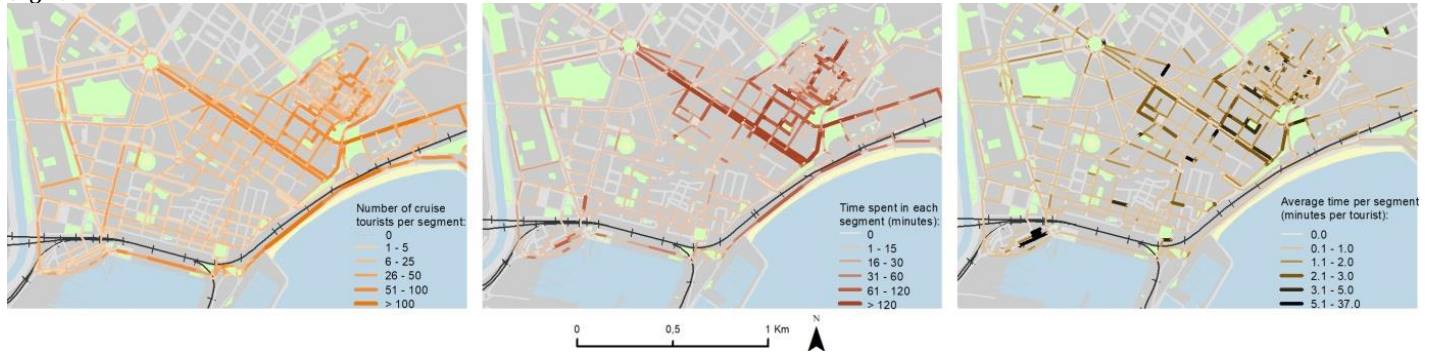 Number of cruise
tourists per segment:
0
1 - 5
6 - 25
26 - 50
51 - 100
> 100
Time spent in each
segment (minutes):
0
1 - 15
16 - 30
31 - 60
61 - 120
> 120
Average time per segment
(minutes per tourist):
0.0
0.1 - 1.0
1.1 - 2.0
2.1 - 3.0
3.1 - 5.0
5.1 - 37.0
0 0,5 1 Km
N